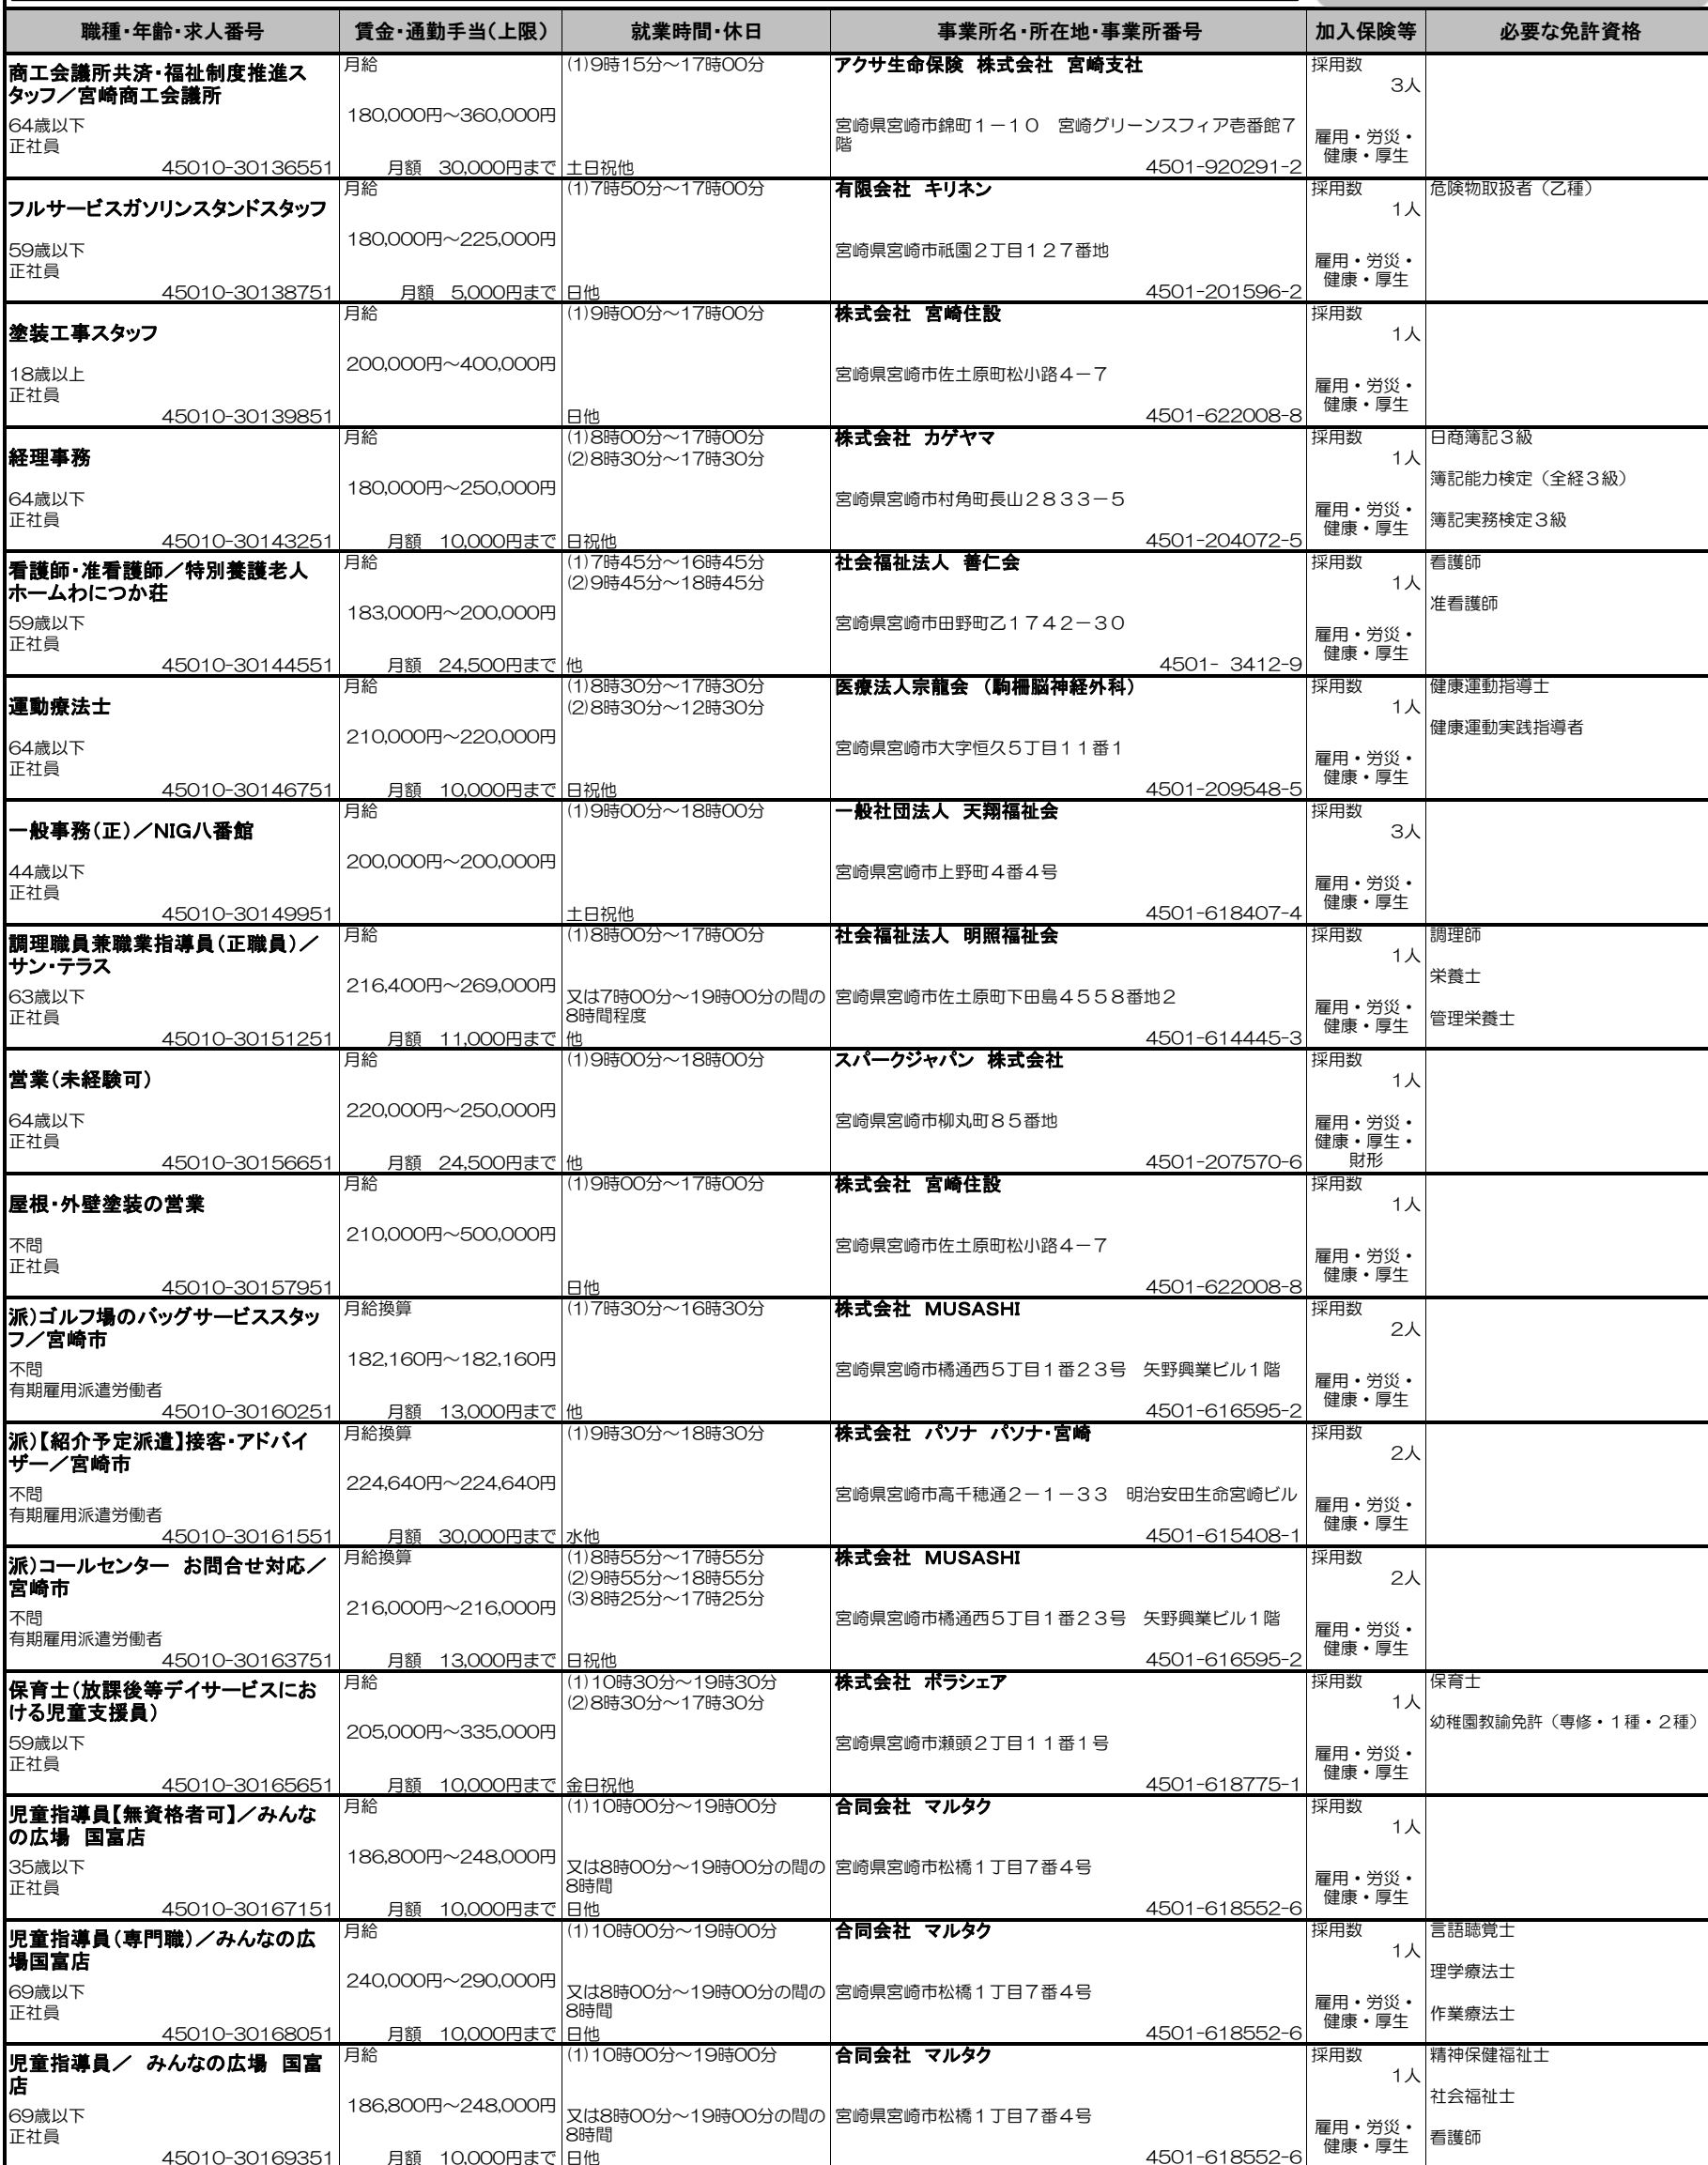 職種・年齢・求人番号 賃金・通勤手当（上限） 就業時間・休日 事業所名・所在地・事業所番号 加入保険等 必要な免許資格
商工会議所共済・福祉制度推進ス
タッフ／宮崎商工会議所
64歳以下
正社員
45010-30136551
月給
180,000円～360,000円
月額 30,000円まで
(1)9時15分～17時00分
土日祝他
アクサ生命保険 株式会社 宮崎支社
宮崎県宮崎市錦町１－１０ 宮崎グリーンスフィア壱番館７
階
4501-920291-2
採用数
3人
雇用・労災・
健康・厚生
フルサービスガソリンスタンドスタッフ
59歳以下
正社員
45010-30138751
月給
180,000円～225,000円
月額 5,000円まで
(1)7時50分～17時00分
日他
有限会社 キリネン
宮崎県宮崎市祇園２丁目１２７番地
4501-201596-2
採用数
1人
雇用・労災・
健康・厚生
危険物取扱者（乙種）
塗装工事スタッフ
18歳以上
正社員
45010-30139851
月給
200,000円～400,000円
(1)9時00分～17時00分
日他
株式会社 宮崎住設
宮崎県宮崎市佐土原町松小路４－７
4501-622008-8
採用数
1人
雇用・労災・
健康・厚生
経理事務
64歳以下
正社員
45010-30143251
月給
180,000円～250,000円
月額 10,000円まで
(1)8時00分～17時00分
(2)8時30分～17時30分
日祝他
株式会社 カゲヤマ
宮崎県宮崎市村角町長山２８３３－５
4501-204072-5
採用数
1人
雇用・労災・
健康・厚生
日商簿記３級
簿記能力検定（全経３級）
簿記実務検定３級
看護師・准看護師／特別養護老人
ホームわにつか荘
59歳以下
正社員
45010-30144551
月給
183,000円～200,000円
月額 24,500円まで
(1)7時45分～16時45分
(2)9時45分～18時45分
他
社会福祉法人 善仁会
宮崎県宮崎市田野町乙１７４２－３０
4501- 3412-9
採用数
1人
雇用・労災・
健康・厚生
看護師
准看護師
運動療法士
64歳以下
正社員
45010-30146751
月給
210,000円～220,000円
月額 10,000円まで
(1)8時30分～17時30分
(2)8時30分～12時30分
日祝他
医療法人宗龍会 （駒柵脳神経外科）
宮崎県宮崎市大字恒久５丁目１１番１
4501-209548-5
採用数
1人
雇用・労災・
健康・厚生
健康運動指導士
健康運動実践指導者
一般事務（正）／NIG八番館
44歳以下
正社員
45010-30149951
月給
200,000円～200,000円
(1)9時00分～18時00分
土日祝他
一般社団法人 天翔福祉会
宮崎県宮崎市上野町４番４号
4501-618407-4
採用数
3人
雇用・労災・
健康・厚生
調理職員兼職業指導員（正職員）／
サン・テラス
63歳以下
正社員
45010-30151251
月給
216,400円～269,000円
月額 11,000円まで
(1)8時00分～17時00分
又は7時00分～19時00分の間の
8時間程度
他
社会福祉法人 明照福祉会
宮崎県宮崎市佐土原町下田島４５５８番地２
4501-614445-3
採用数
1人
雇用・労災・
健康・厚生
調理師
栄養士
管理栄養士
営業（未経験可）
64歳以下
正社員
45010-30156651
月給
220,000円～250,000円
月額 24,500円まで
(1)9時00分～18時00分
他
スパークジャパン 株式会社
宮崎県宮崎市柳丸町８５番地
4501-207570-6
採用数
1人
雇用・労災・
健康・厚生・
財形
屋根・外壁塗装の営業
不問
正社員
45010-30157951
月給
210,000円～500,000円
(1)9時00分～17時00分
日他
株式会社 宮崎住設
宮崎県宮崎市佐土原町松小路４－７
4501-622008-8
採用数
1人
雇用・労災・
健康・厚生
派）ゴルフ場のバッグサービススタッ
フ／宮崎市
不問
有期雇用派遣労働者
45010-30160251
月給換算
182,160円～182,160円
月額 13,000円まで
(1)7時30分～16時30分
他
株式会社 MUSASHI
宮崎県宮崎市橘通西５丁目１番２３号 矢野興業ビル１階
4501-616595-2
採用数
2人
雇用・労災・
健康・厚生
派）【紹介予定派遣】接客・アドバイ
ザー／宮崎市
不問
有期雇用派遣労働者
45010-30161551
月給換算
224,640円～224,640円
月額 30,000円まで
(1)9時30分～18時30分
水他
株式会社 パソナ パソナ・宮崎
宮崎県宮崎市高千穂通２－１－３３ 明治安田生命宮崎ビル
4501-615408-1
採用数
2人
雇用・労災・
健康・厚生
派）コールセンター お問合せ対応／
宮崎市
不問
有期雇用派遣労働者
45010-30163751
月給換算
216,000円～216,000円
月額 13,000円まで
(1)8時55分～17時55分
(2)9時55分～18時55分
(3)8時25分～17時25分
日祝他
株式会社 MUSASHI
宮崎県宮崎市橘通西５丁目１番２３号 矢野興業ビル１階
4501-616595-2
採用数
2人
雇用・労災・
健康・厚生
保育士（放課後等デイサービスにお
ける児童支援員）
59歳以下
正社員
45010-30165651
月給
205,000円～335,000円
月額 10,000円まで
(1)10時30分～19時30分
(2)8時30分～17時30分
金日祝他
株式会社 ボラシェア
宮崎県宮崎市瀬頭２丁目１１番１号
4501-618775-1
採用数
1人
雇用・労災・
健康・厚生
保育士
幼稚園教諭免許（専修・１種・２種）
児童指導員【無資格者可】／みんな
の広場 国富店
35歳以下
正社員
45010-30167151
月給
186,800円～248,000円
月額 10,000円まで
(1)10時00分～19時00分
又は8時00分～19時00分の間の
8時間
日他
合同会社 マルタク
宮崎県宮崎市松橋１丁目７番４号
4501-618552-6
採用数
1人
雇用・労災・
健康・厚生
児童指導員（専門職）／みんなの広
場国富店
69歳以下
正社員
45010-30168051
月給
240,000円～290,000円
月額 10,000円まで
(1)10時00分～19時00分
又は8時00分～19時00分の間の
8時間
日他
合同会社 マルタク
宮崎県宮崎市松橋１丁目７番４号
4501-618552-6
採用数
1人
雇用・労災・
健康・厚生
言語聴覚士
理学療法士
作業療法士
児童指導員／ みんなの広場 国富
店
69歳以下
正社員
45010-30169351
月給
186,800円～248,000円
月額 10,000円まで
(1)10時00分～19時00分
又は8時00分～19時00分の間の
8時間
日他
合同会社 マルタク
宮崎県宮崎市松橋１丁目７番４号
4501-618552-6
採用数
1人
雇用・労災・
健康・厚生
精神保健福祉士
社会福祉士
看護師